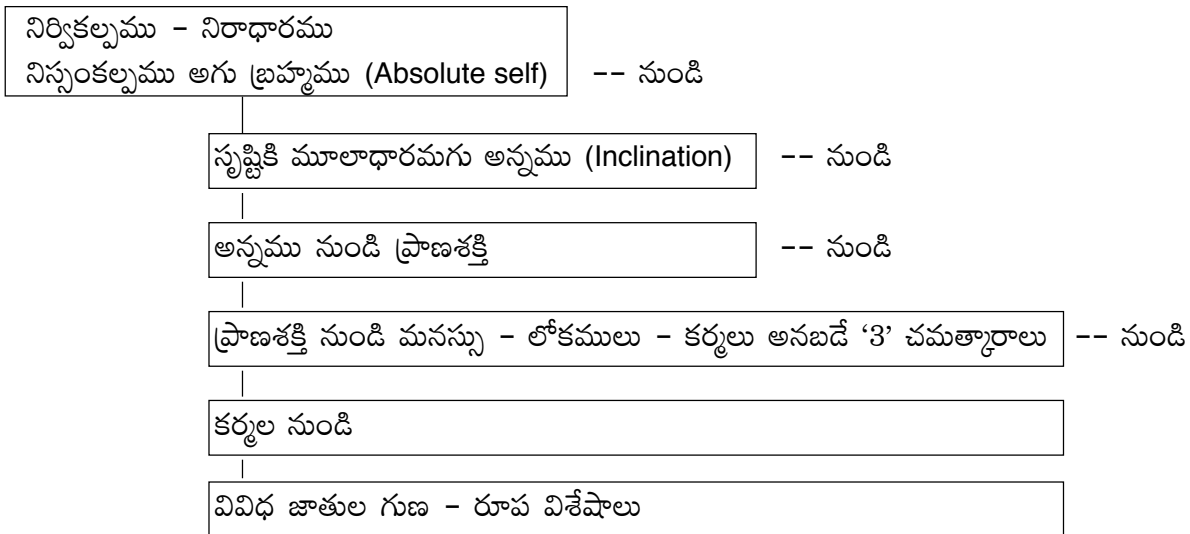 నిర్వికల్పము - నిరాధారము
నిస్సంకల్పము అగు బ్రహ్మము (Absolute self) -- నుండి
సృష్టికి మూలాధారమగు అన్నము (Inclination) -- నుండి
అన్నము నుండి ప్రాణశక్తి -- నుండి
ప్రాణశక్తి నుండి మనస్సు - లోకములు - కర్మలు అనబడే ‘3’ చమత్కారాలు -- నుండి
కర్మల నుండి
వివిధ జాతుల గుణ - రూప విశేషాలు